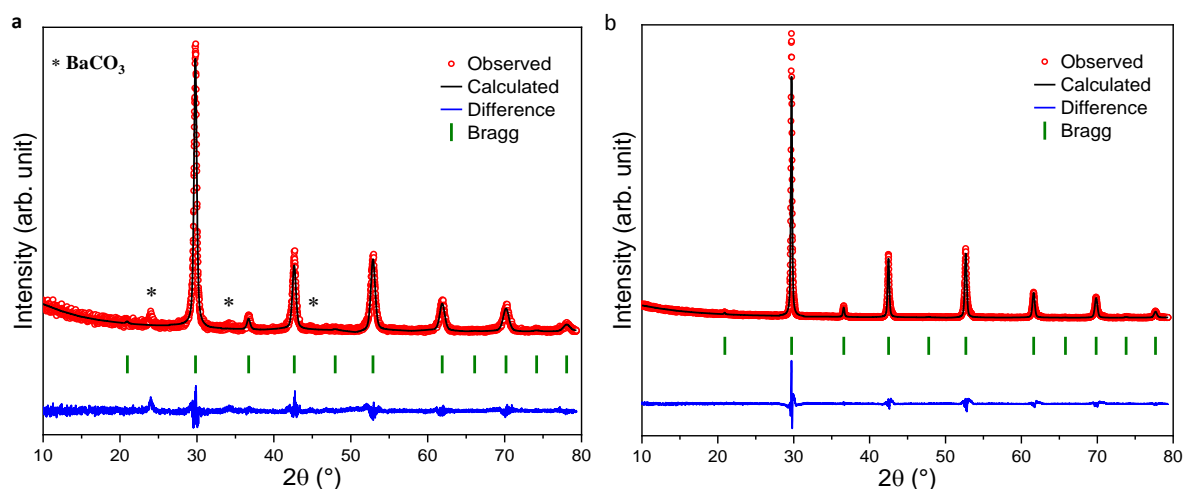 a
* BaCO3
Observed
Calculated
Difference
Bragg
*
*
*
Intensity (arb. unit)
10 20 30 40 50 60 70 80
2θ (°)
b
Observed
Calculated
Difference
Bragg
Intensity (arb. unit)
10 20 30 40 50 60 70 80
2θ (°)